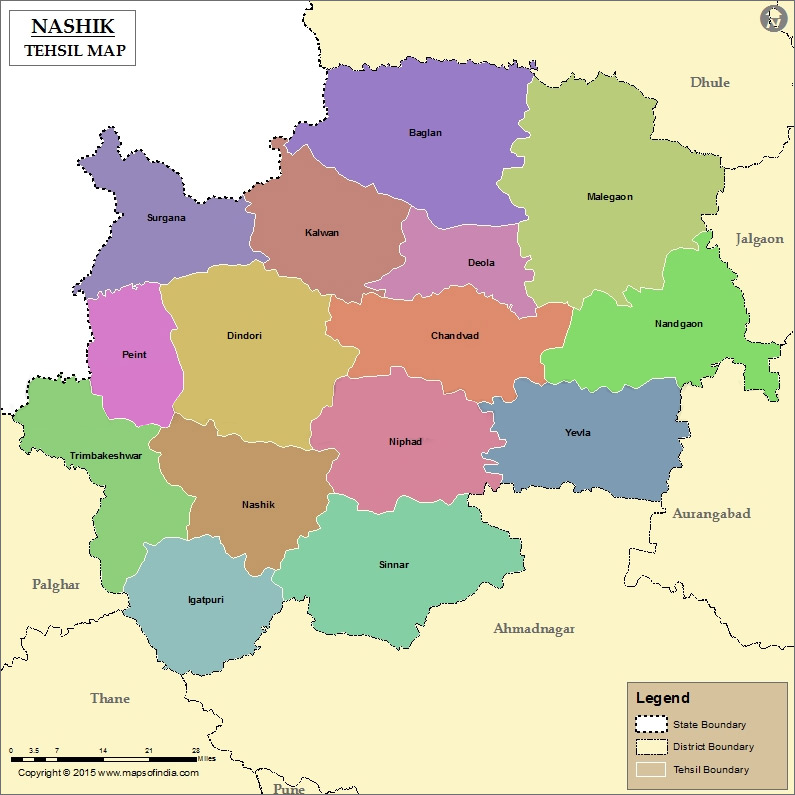 NASHIK
TEHSIL MAP
N
Dhule
Baglan
Malegaon
Surgana
Kalwan
Jalgaon
Deola
Nandgaon
Dindori
Chandvad
Peint
Yevla
Niphad
Trimbakeshwar
Nashik
Aurangabad
Sinnar
Palghar
Igatpuri
Ahmadnagar
Thane
Legend
State Boundary
District Boundary
Tehsil Boundary
0 3.5 7 14 21 28
Miles
Copyright © 2015 www.mapsofindia.com
Pune